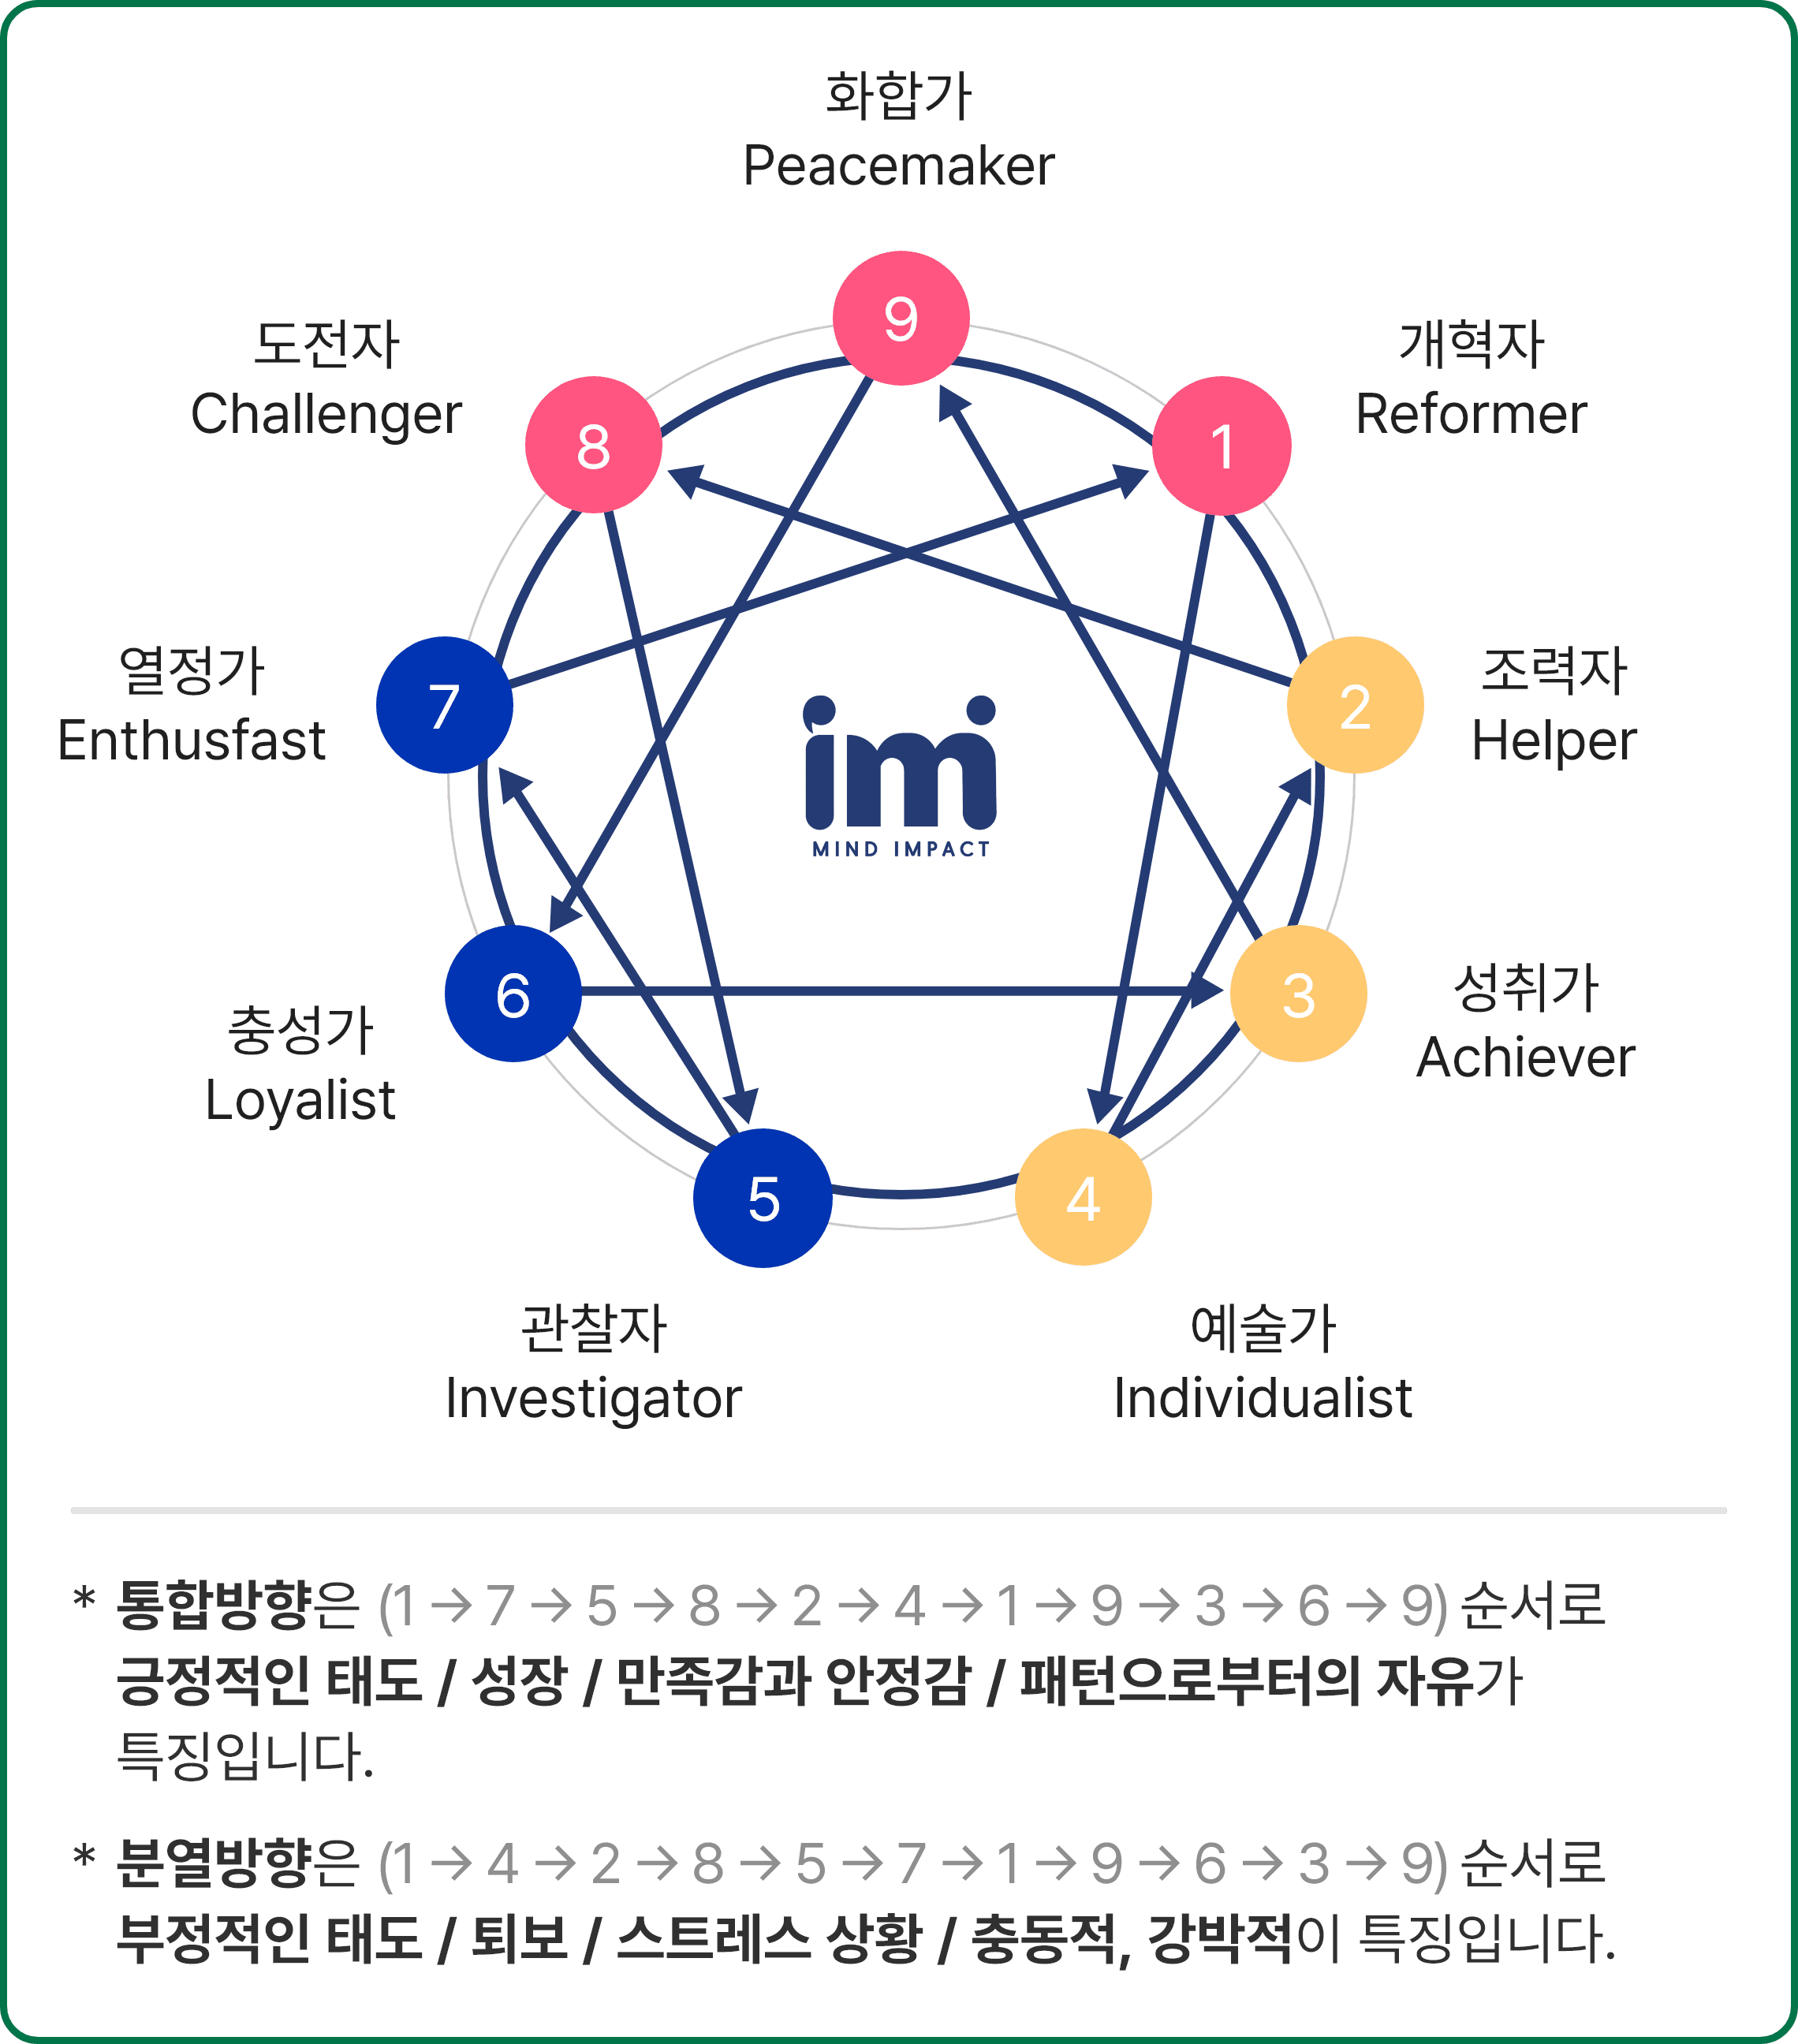 화합가
Peacemaker
9
도전자
Challenger
8
개혁자
Reformer
1
열정가
Enthusfast
7
조력자
Helper
2
imi
MIND IMPACT
6
충성가
Loyalist
3
성취가
Achiever
5
관찰자
Investigator
4
예술가
Individualist
* 통합방향은 (1→7→5→8→2→4→1→9→3→6→9) 순서로
긍정적인 태도 / 성장 / 만족감과 안정감 / 패턴으로부터의 자유가
특징입니다.
* 분열방향은 (1→4→2→8→5→7→1→9→6→3→9) 순서로
부정적인 태도 / 퇴보 / 스트레스 상황 / 충동적, 강박적이 특징입니다.